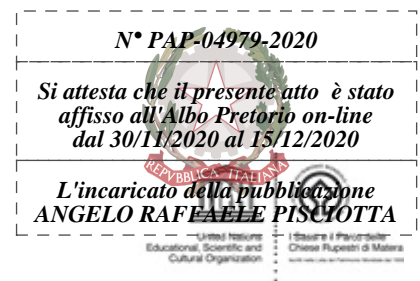 N° PAP-04979-2020
Si attesta che il presente atto è stato
affisso all'Albo Pretorio on-line
dal 30/11/2020 al 15/12/2020
REPVBBLICA ITALIANA
L'incaricato della pubblicazione
ANGELO RAFFAELE PISCIOTTA
United Nations
Educational, Scientific and
Cultural Organization
I Sassi e il Parco delle
Chiese Rupestri di Matera